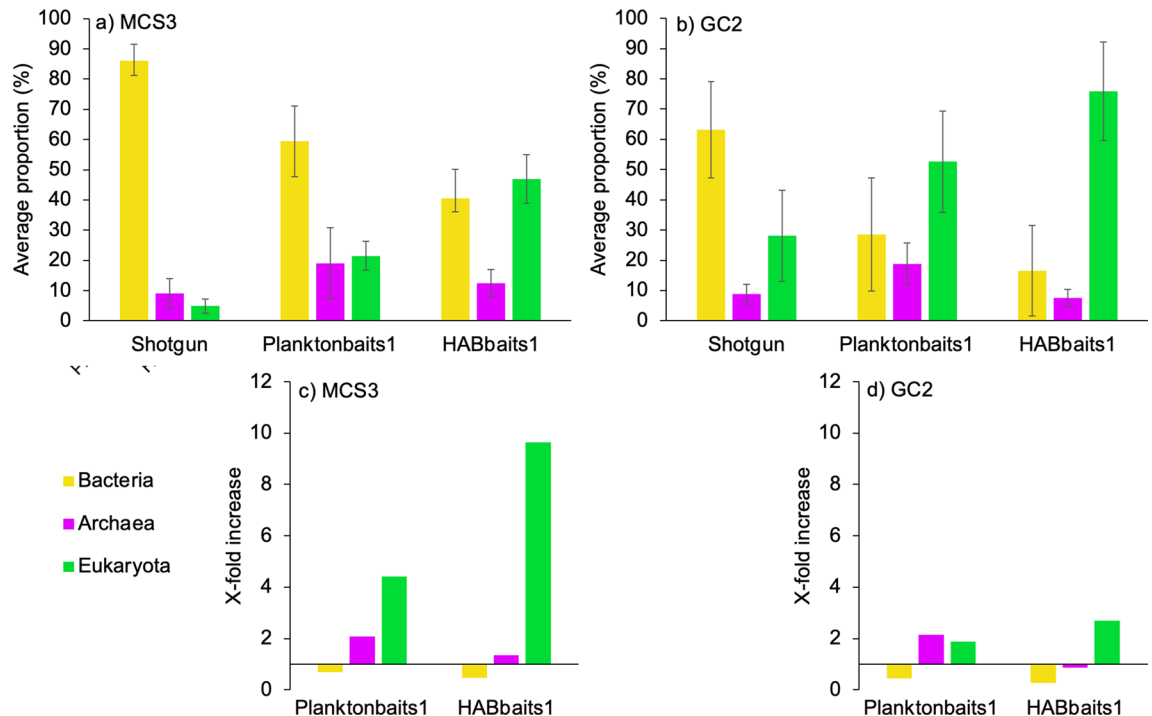 a) MCS3
Average proportion (%)
100
90
80
70
60
50
40
30
20
10
0
Shotgun
Planktonbaits1
HABbaits1
b) GC2
Average proportion (%)
100
90
80
70
60
50
40
30
20
10
0
Shotgun
Planktonbaits1
HABbaits1
Bacteria
Archaea
Eukaryota
c) MCS3
X-fold increase
12
10
8
6
4
2
0
Planktonbaits1
HABbaits1
d) GC2
X-fold increase
12
10
8
6
4
2
0
Planktonbaits1
HABbaits1